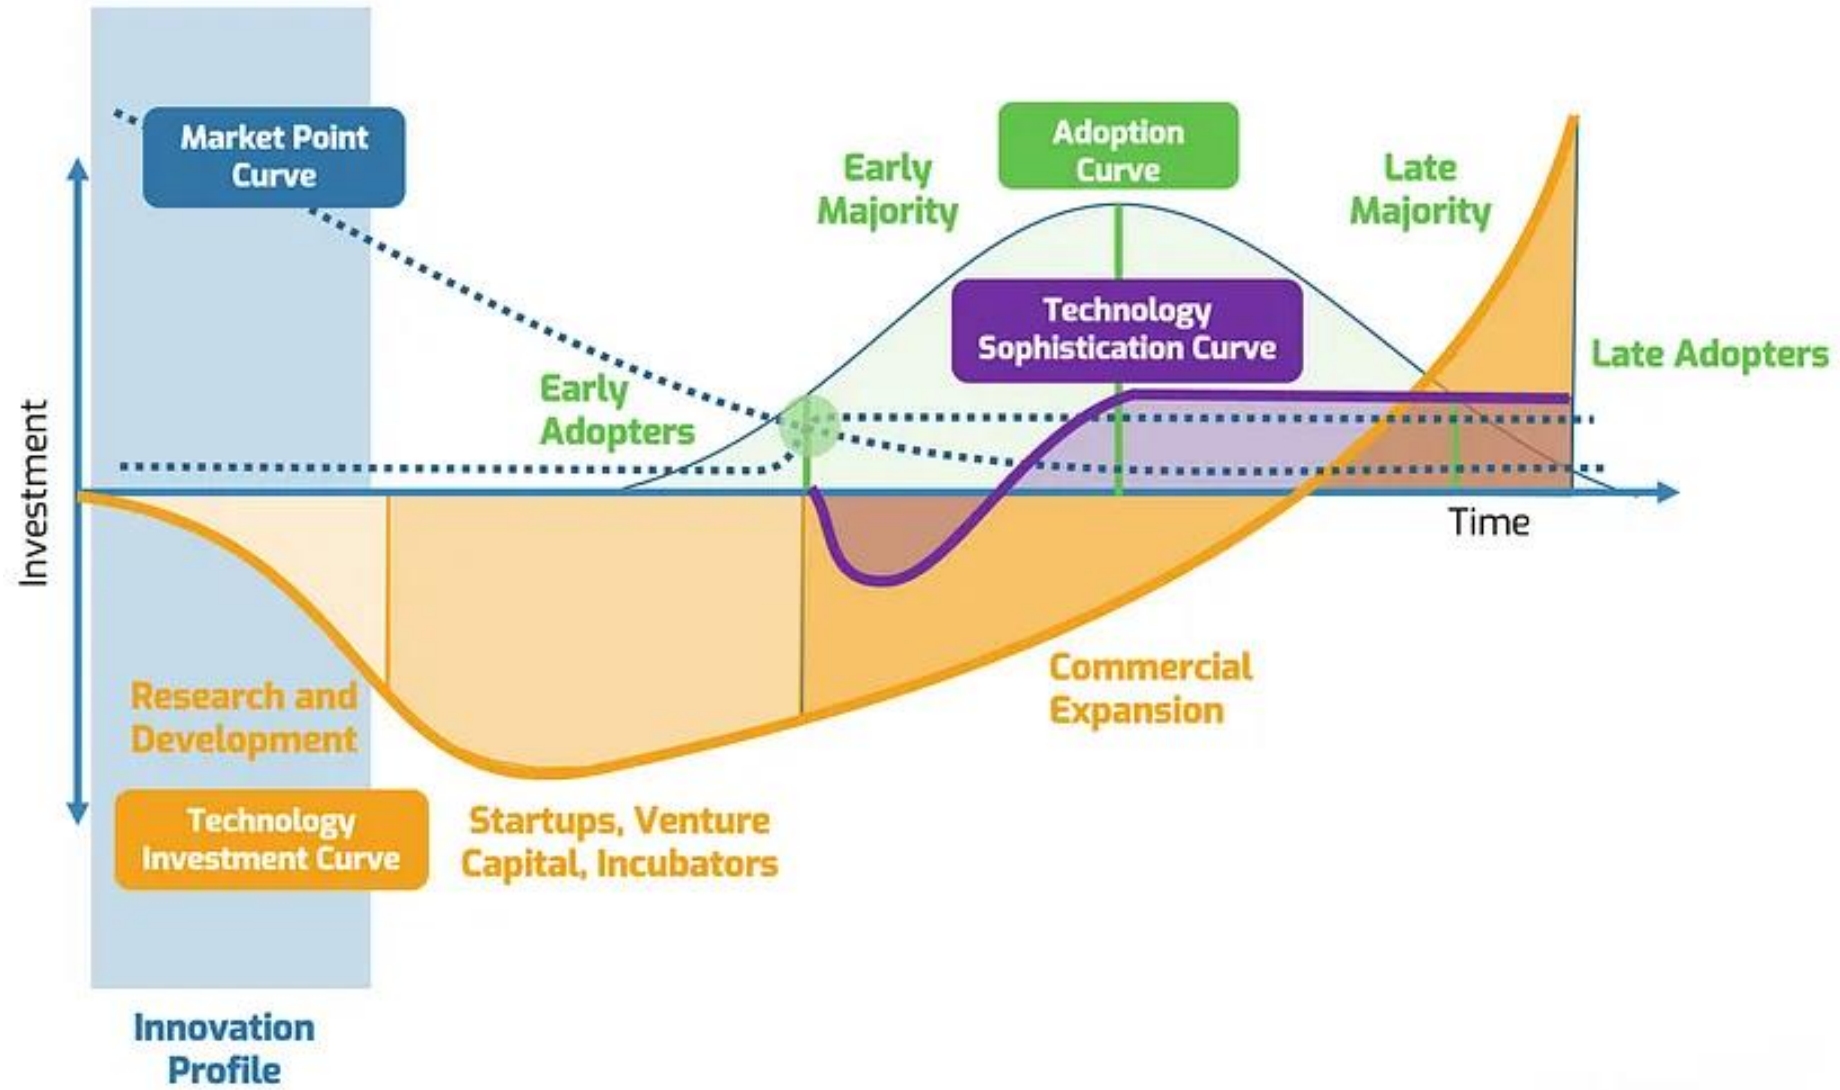 Market Point
Curve
Adoption
Curve
Early
Majority
Late
Majority
Technology
Sophistication Curve
Late Adopters
Early
Adopters
Investment
Time
Research and
Development
Commercial
Expansion
Technology
Investment Curve
Startups, Venture
Capital, Incubators
Innovation
Profile